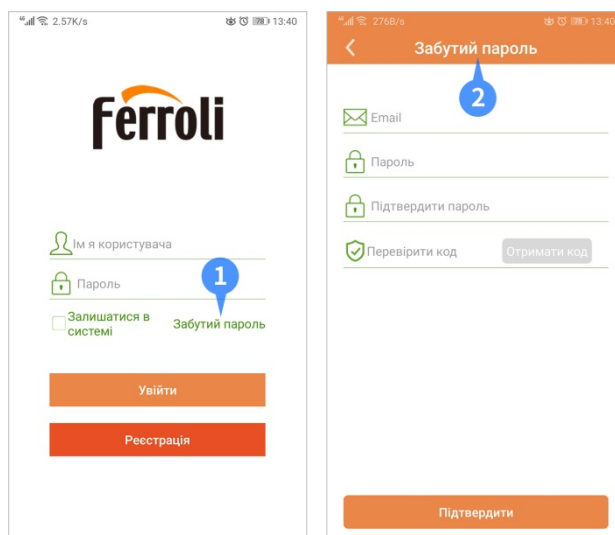 2.57K/s
13:40
Ferroli
Ім я користувача
Пароль
1
Залишатися в
системі
Забутий пароль
Увійти
Реєстрація
276B/s
13:40
Забутий пароль
2
Email
Пароль
Підтвердити пароль
Перевірити код
Отримати код
Підтвердити